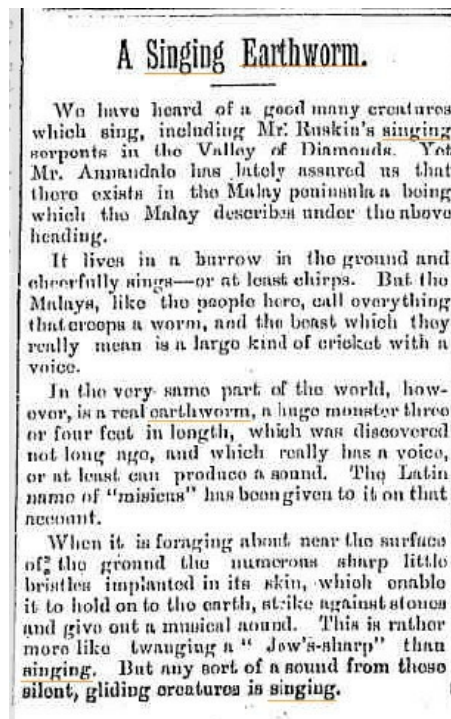 A Singing Earthworm.
We have heard of a good many creatures
which sing, including Mr. Ruskin's singing
serpents in the Valley of Diamonds. Yet
Mr. Annandale has lately assured us that
there exists in the Malay peninsula a being
which the Malay describes under the above
heading.
It lives in a burrow in the ground and
cheerfully sings—or at least chirps. But the
Malays, like the people here, call everything
that creeps a worm, and the beast which they
really mean is a large kind of cricket with a
voice.
In the very same part of the world, how-
ever, is a real earthworm, a huge monster three
or four feet in length, which was discovered
not long ago, and which really has a voice,
or at least can produce a sound. The Latin
name of "misicus" has been given to it on that
account.
When it is foraging about near the surface
of the ground the numerous sharp little
bristles implanted in its skin, which enable
it to hold on to the earth, strike against stones
and give out a musical sound. This is rather
more like twanging a "Jew's-sharp" than
singing. But any sort of a sound from these
silent, gliding creatures is singing.